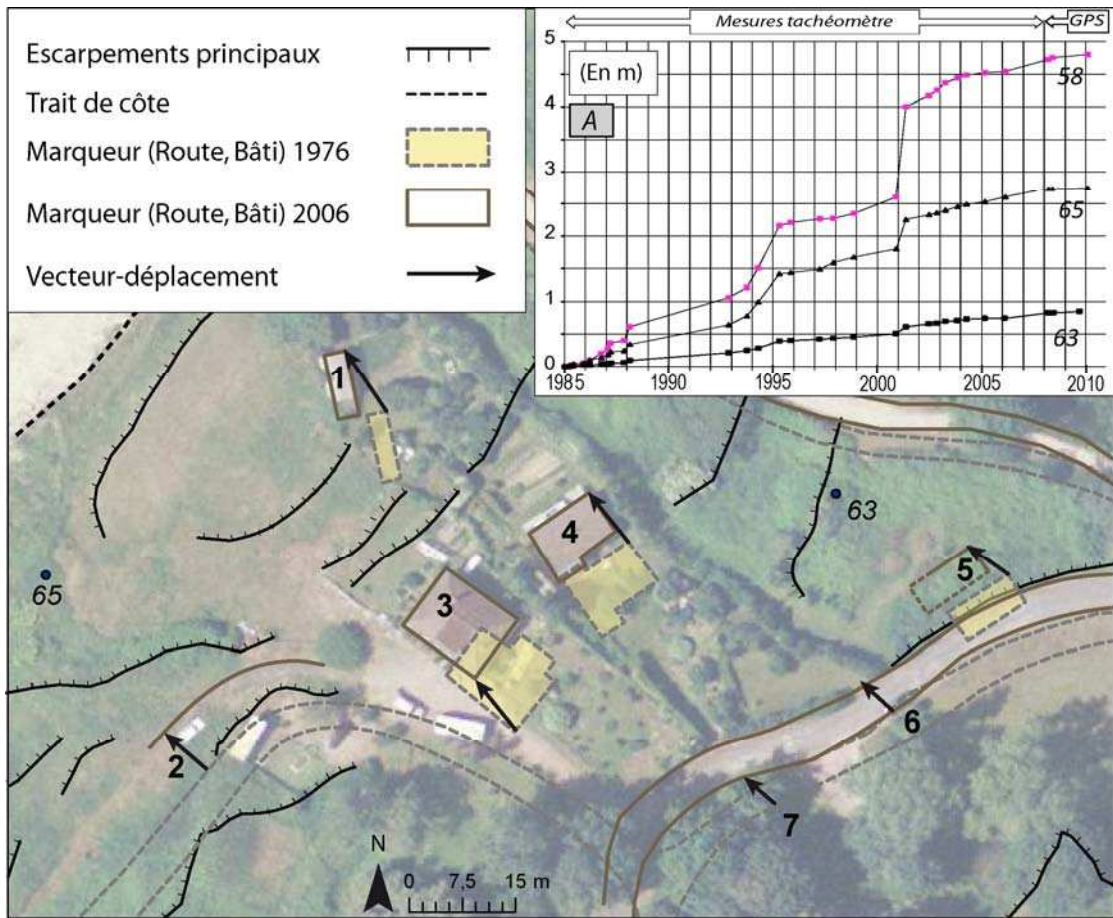 Escarpements principaux
Trait de côte
Marqueur (Route, Bâti) 1976
Marqueur (Route, Bâti) 2006
Vecteur-déplacement
Mesures tachéomètre
GPS
5
(En m)
58
4
A
3
65
2
1
63
0
1985 1990 1995 2000 2005 2010
1
63
4
5
65
3
6
2
7
N
0 7,5 15 m